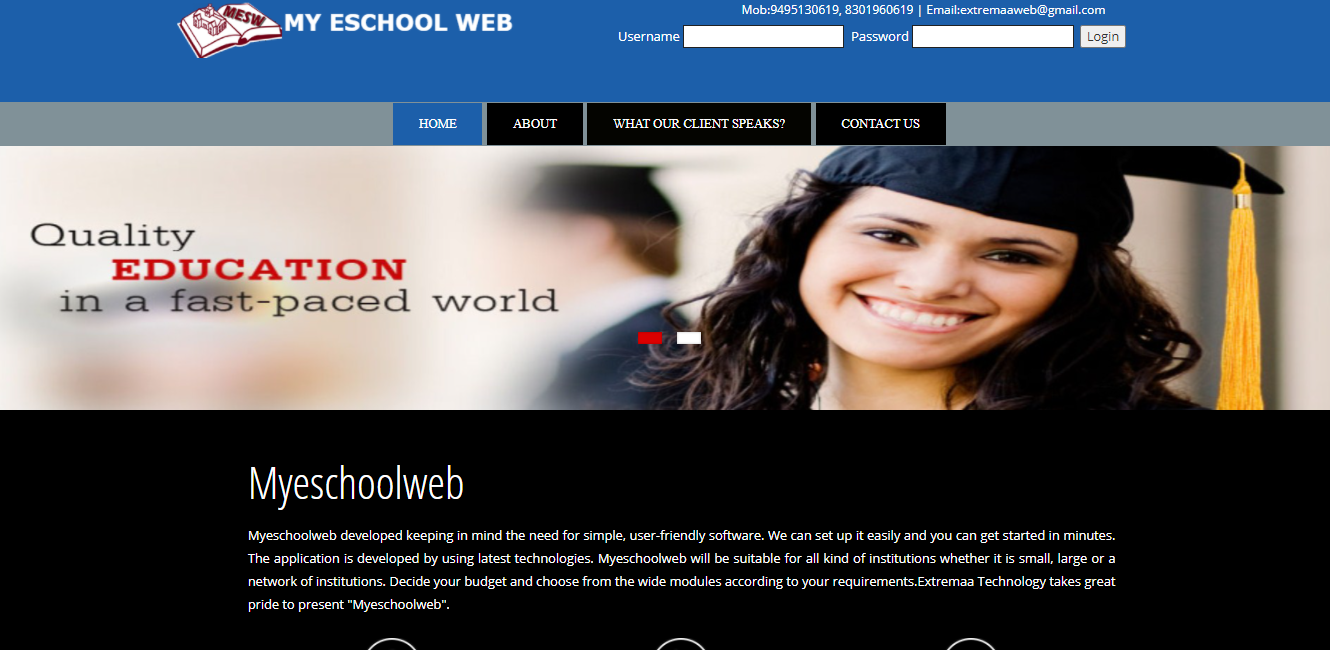 MESW
MY ESCHOOL WEB
Mob:9495130619, 8301960619 | Email:extremaaweb@gmail.com
Username Password Login
HOME ABOUT WHAT OUR CLIENT SPEAKS? CONTACT US
Quality
EDUCATION
in a fast-paced world
Myeschoolweb
Myeschoolweb developed keeping in mind the need for simple, user-friendly software. We can set up it easily and you can get started in minutes.
The application is developed by using latest technologies. Myeschoolweb will be suitable for all kind of institutions whether it is small, large or a
network of institutions. Decide your budget and choose from the wide modules according to your requirements.Extremaa Technology takes great
pride to present "Myeschoolweb".